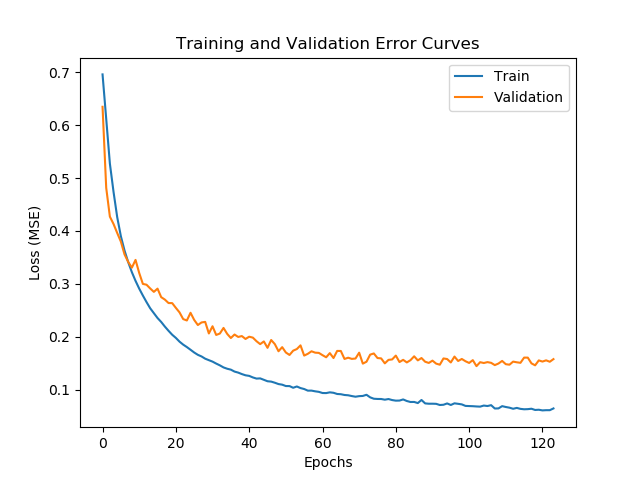 Training and Validation Error Curves
Train
Validation
Loss (MSE)
0.7
0.6
0.5
0.4
0.3
0.2
0.1
0 20 40 60 80 100 120
Epochs